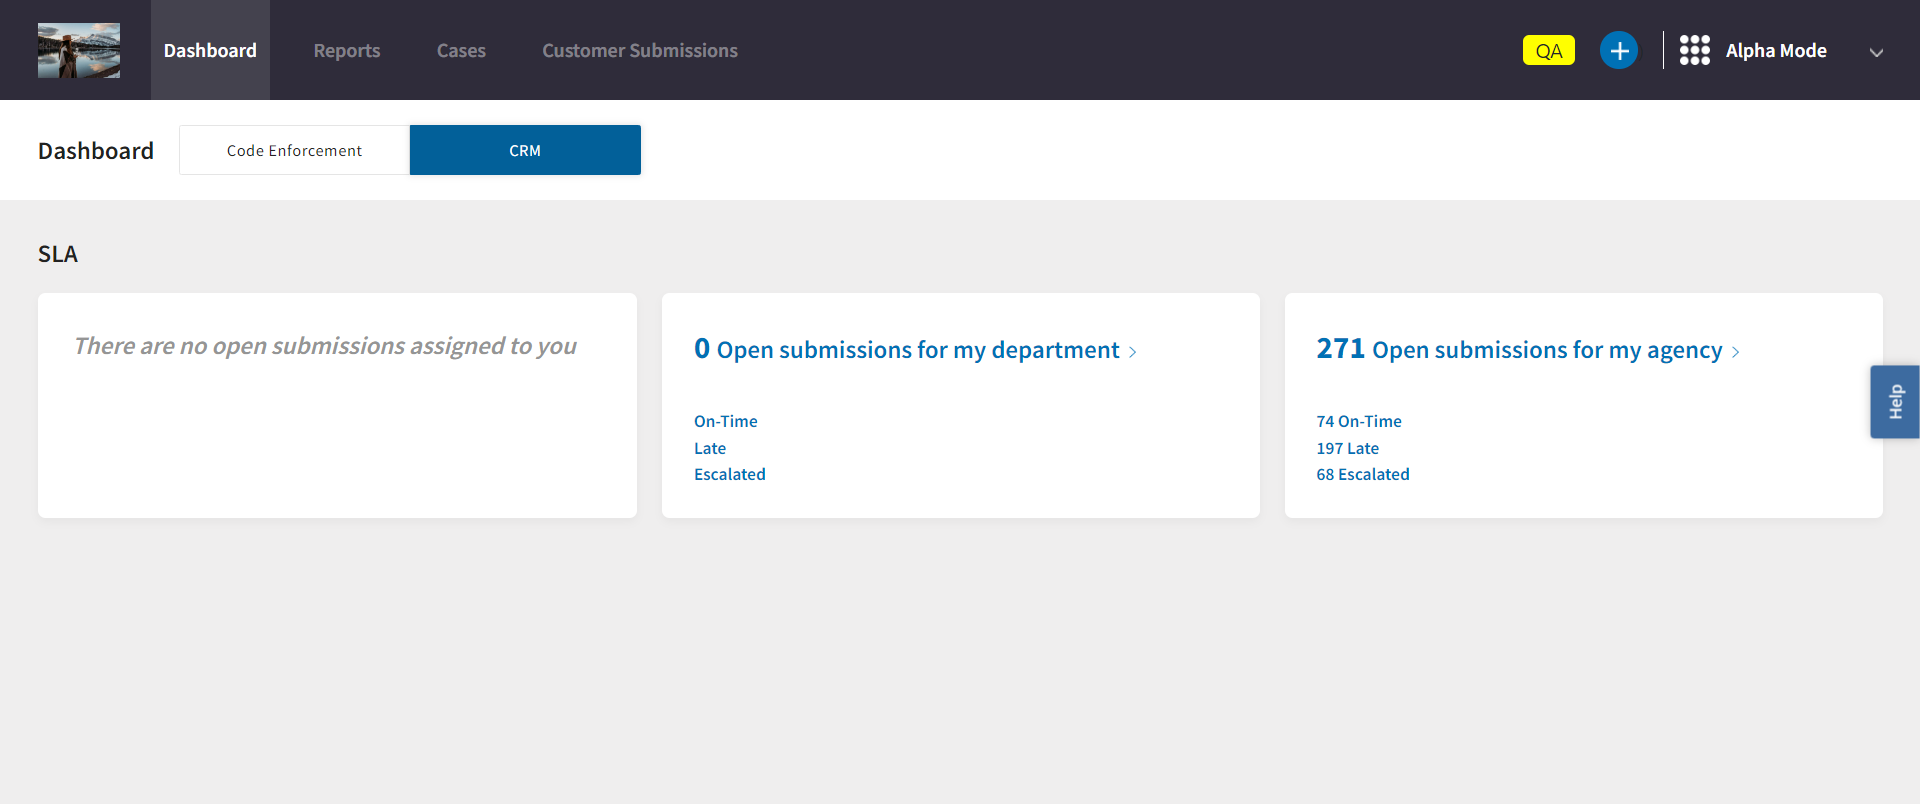 Dashboard Reports Cases Customer Submissions QA Alpha Mode
Dashboard Code Enforcement CRM
SLA
There are no open submissions assigned to you
0 Open submissions for my department
On-Time
Late
Escalated
271 Open submissions for my agency
74 On-Time
197 Late
68 Escalated
Help